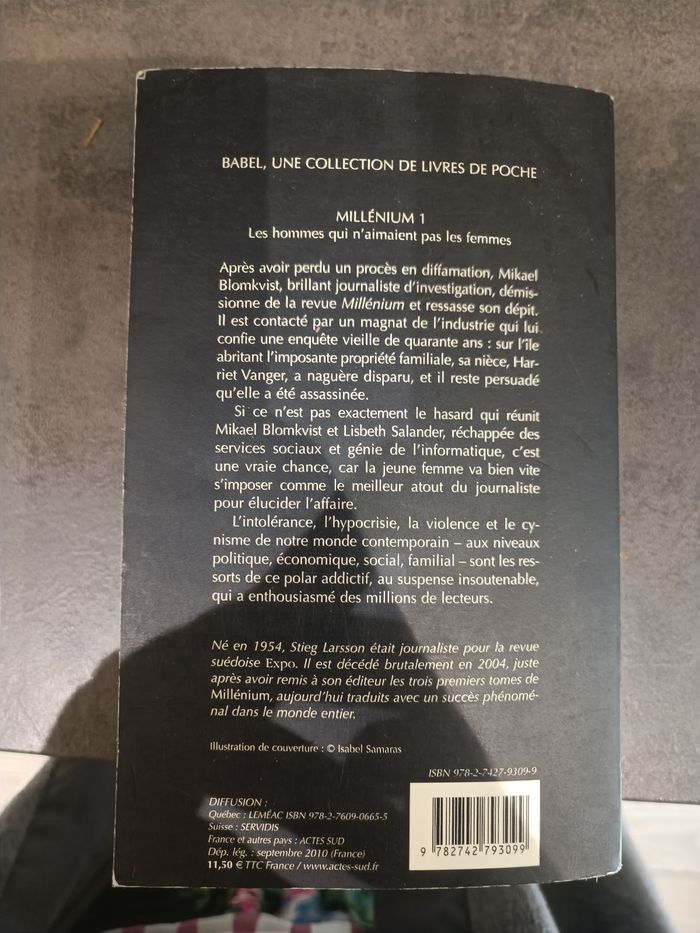 BABEL, UNE COLLECTION DE LIVRES DE POCHE
MILLÉNIUM 1
Les hommes qui n'aimaient pas les femmes
Après avoir perdu un procès en diffamation, Mikael
Blomkvist, brillant journaliste d'investigation, démis-
sionne de la revue Millénium et ressasse son dépit.
Il est contacté par un magnat de l'industrie qui lui
confie une enquête vieille de quarante ans : sur l'île
abritant l'imposante propriété familiale, sa nièce, Har-
riet Vanger, a naguère disparu, et il reste persuadé
qu'elle a été assassinée.
Si ce n'est pas exactement le hasard qui réunit
Mikael Blomkvist et Lisbeth Salander, réchappée des
services sociaux et génie de l'informatique, c'est
une vraie chance, car la jeune femme va bien vite
s'imposer comme le meilleur atout du journaliste
pour élucider l'affaire.
L'intolérance, l'hypocrisie, la violence et le cy-
nisme de notre monde contemporain – aux niveaux
politique, économique, social, familial – sont les res-
sorts de ce polar addictif, au suspense insoutenable,
qui a enthousiasmé des millions de lecteurs.
Né en 1954, Stieg Larsson était journaliste pour la revue
suédoise Expo. Il est décédé brutalement en 2004, juste
après avoir remis à son éditeur les trois premiers tomes de
Millénium, aujourd'hui traduits avec un succès phénomé-
nal dans le monde entier.
Illustration de couverture : © Isabel Samaras
ISBN 978-2-7427-9309-9
DIFFUSION :
Québec : LEMÉAC ISBN 978-2-7609-0665-5
Suisse : SERVIDIS
France et autres pays : ACTES SUD
Dép. lég. : septembre 2010 (France)
11,50 € TTC France / www.actes-sud.fr
9 782742 793099